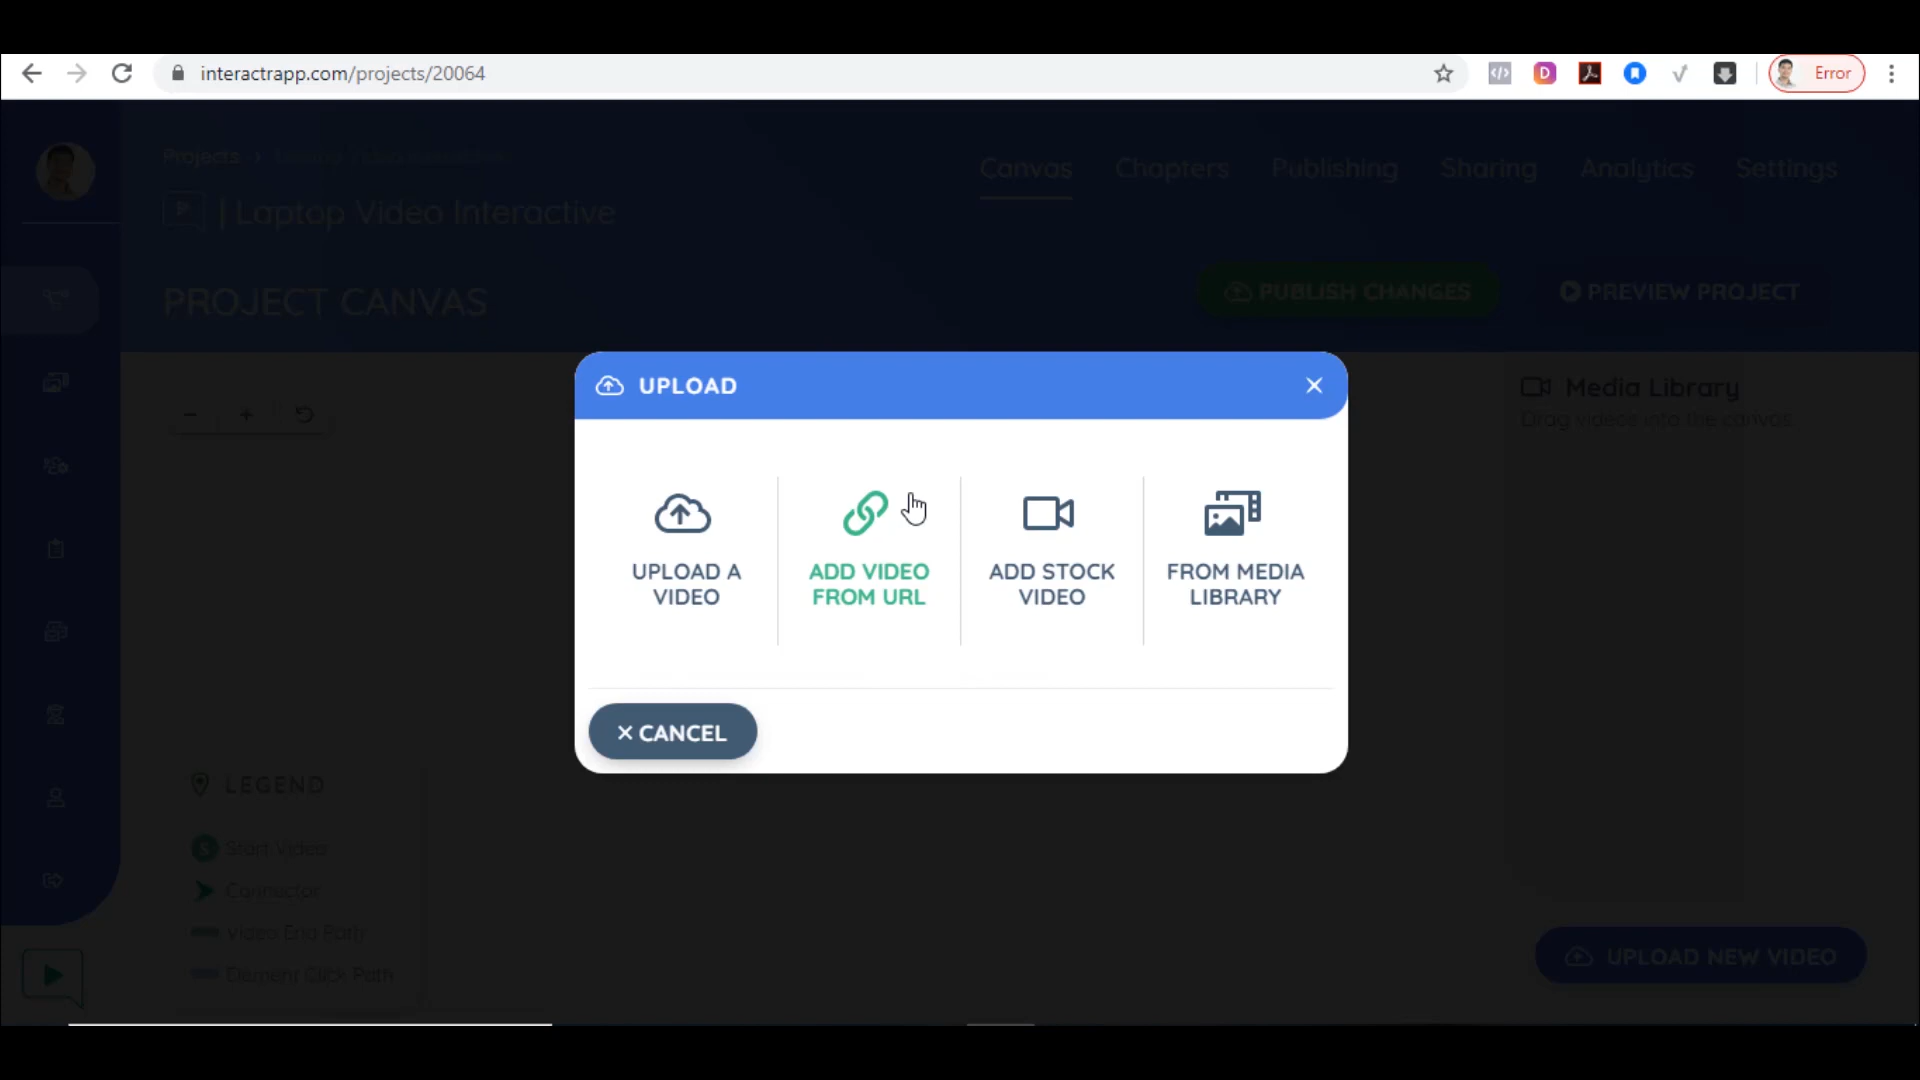 interactrapp.com/projects/20064
D
Error
Projects
Canvas Chapters Publishing Sharing Analytics Settings
| Laptop Video Interactive
PROJECT CANVAS
PUBLISH CHANGES
PREVIEW PROJECT
UPLOAD
UPLOAD A
VIDEO
ADD VIDEO
FROM URL
ADD STOCK
VIDEO
FROM MEDIA
LIBRARY
CANCEL
Media Library
Drag videos into the canvas
LEGEND
S Start Video
Connector
Video End Path
Element Click Path
UPLOAD NEW VIDEO